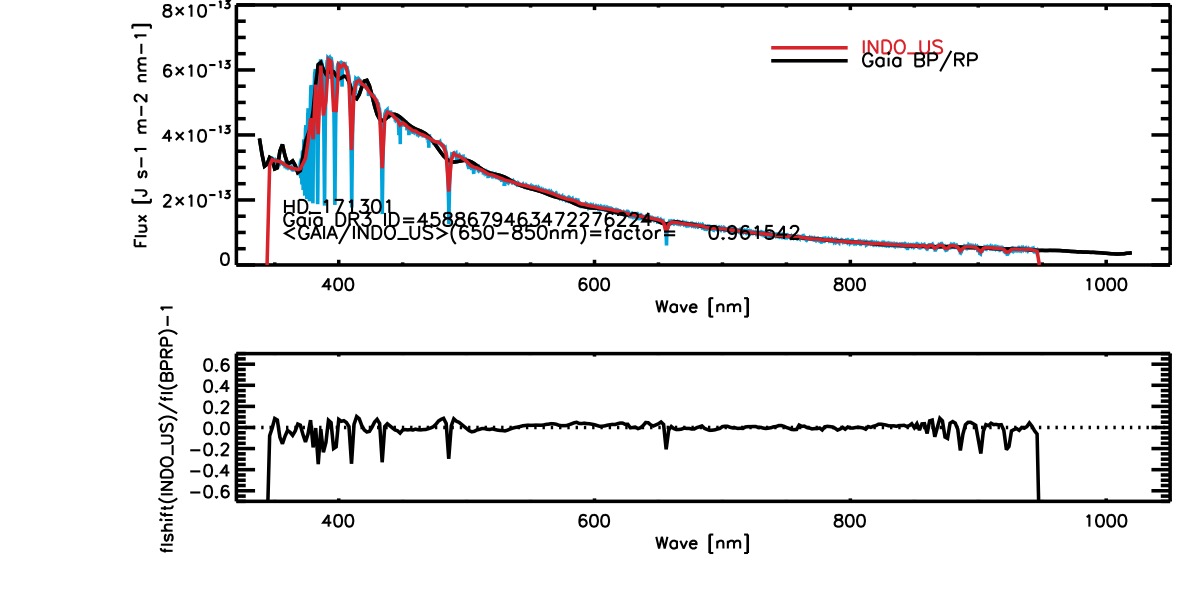 8×10−13
6×10−13
4×10−13
2×10−13
0
Flux [J s−1 m−2 nm−1]
INDO_US
Gaia BP/RP
HD_171301
Gaia DR3 ID=4588679463472276224
<GAIA/INDO_US>(650−850nm)=factor= 0.961542
400 600 800 1000
Wave [nm]
flshift(INDO_US)/fl(BPRP)−1
0.6
0.4
0.2
0.0
−0.2
−0.4
−0.6
400 600 800 1000
Wave [nm]